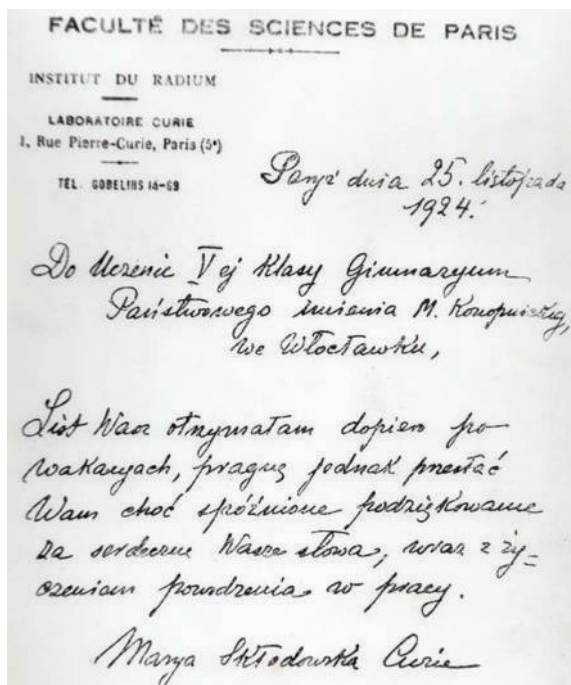 FACULTÉ DES SCIENCES DE PARIS
INSTITUT DU RADIUM
LABORATOIRE CURIE
1, Rue Pierre-Curie, Paris (5e)
TÉL. GOBELINS 14-69
Paryż dnia 25. listopada
1924.
Do Uczenic V ej Klasy Gimnazyum
Państwowego imienia M. Konopnickiej,
we Włocławku,
List Wasz otrzymałam dopiero po
wakacyach, pragnę jednak przesłać
Wam choć spóźnione podziękowanie
za serdeczne Wasze słowa, wraz z ży-
czeniem powodzenia w pracy.
Marya Skłodowska Curie